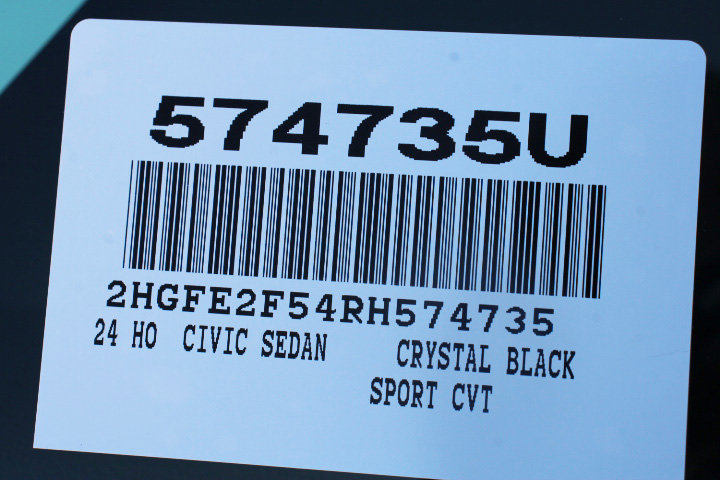 574735U
2HGFE2F54RH574735
24 HO CIVIC SEDAN CRYSTAL BLACK
SPORT CVT